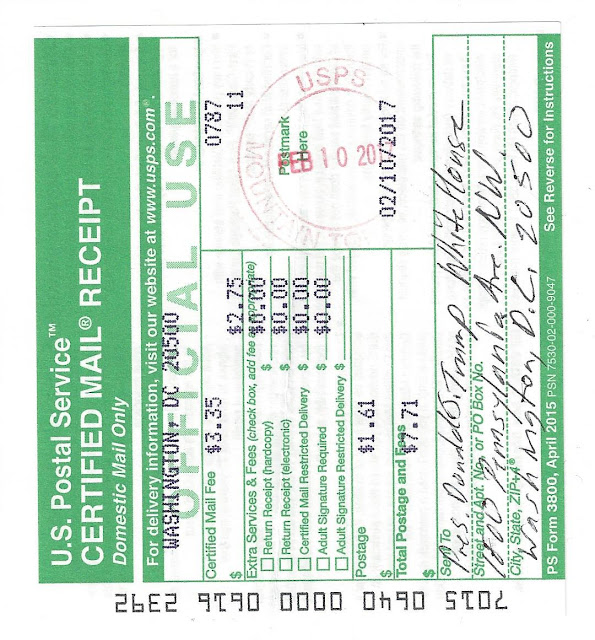 U.S. Postal Service™
CERTIFIED MAIL® RECEIPT
Domestic Mail Only
For delivery information, visit our website at www.usps.com®.
OFFICIAL USE
WASHINGTON, DC 20500
Certified Mail Fee
$ $3.35
$2.75
Extra Services & Fees (check box, add fee as appropriate)
Return Receipt (hardcopy) $ $0.00
Return Receipt (electronic) $ $0.00
Certified Mail Restricted Delivery $ $0.00
Adult Signature Required $ $0.00
Adult Signature Restricted Delivery $
Postage
$ $1.61
Total Postage and Fees
$ $7.71
0787
11
USPS
Postmark
Here
FEB 10 201
02/10/2017
Sent To
Pres Donald Trump White House
Street and Apt. No., or PO Box No.
1600 Pennsylvania Ave. NW.
City, State, ZIP+4®
Washington, D.C. 20500
PS Form 3800, April 2015 PSN 7530-02-000-9047
See Reverse for Instructions
7015 0640 0000 0616 2392